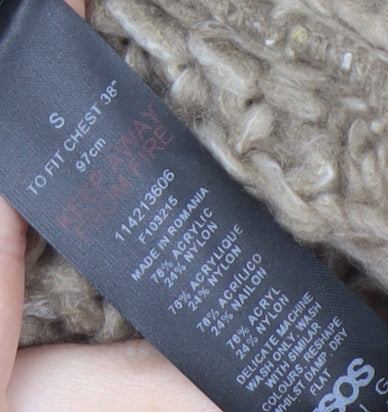 S
TO FIT CHEST 38"
97cm
KEEP AWAY
FROM FIRE
114213606
F103215
MADE IN ROMANIA
76% ACRYLIC
24% NYLON
76% ACRYLIQUE
24% NYLON
76% ACRILICO
24% NAILON
76% ACRYL
24% NYLON
DELICATE MACHINE
WASH ONLY. WASH
WITH SIMILAR
COLOURS. RESHAPE
WHILST DAMP. DRY
FLAT